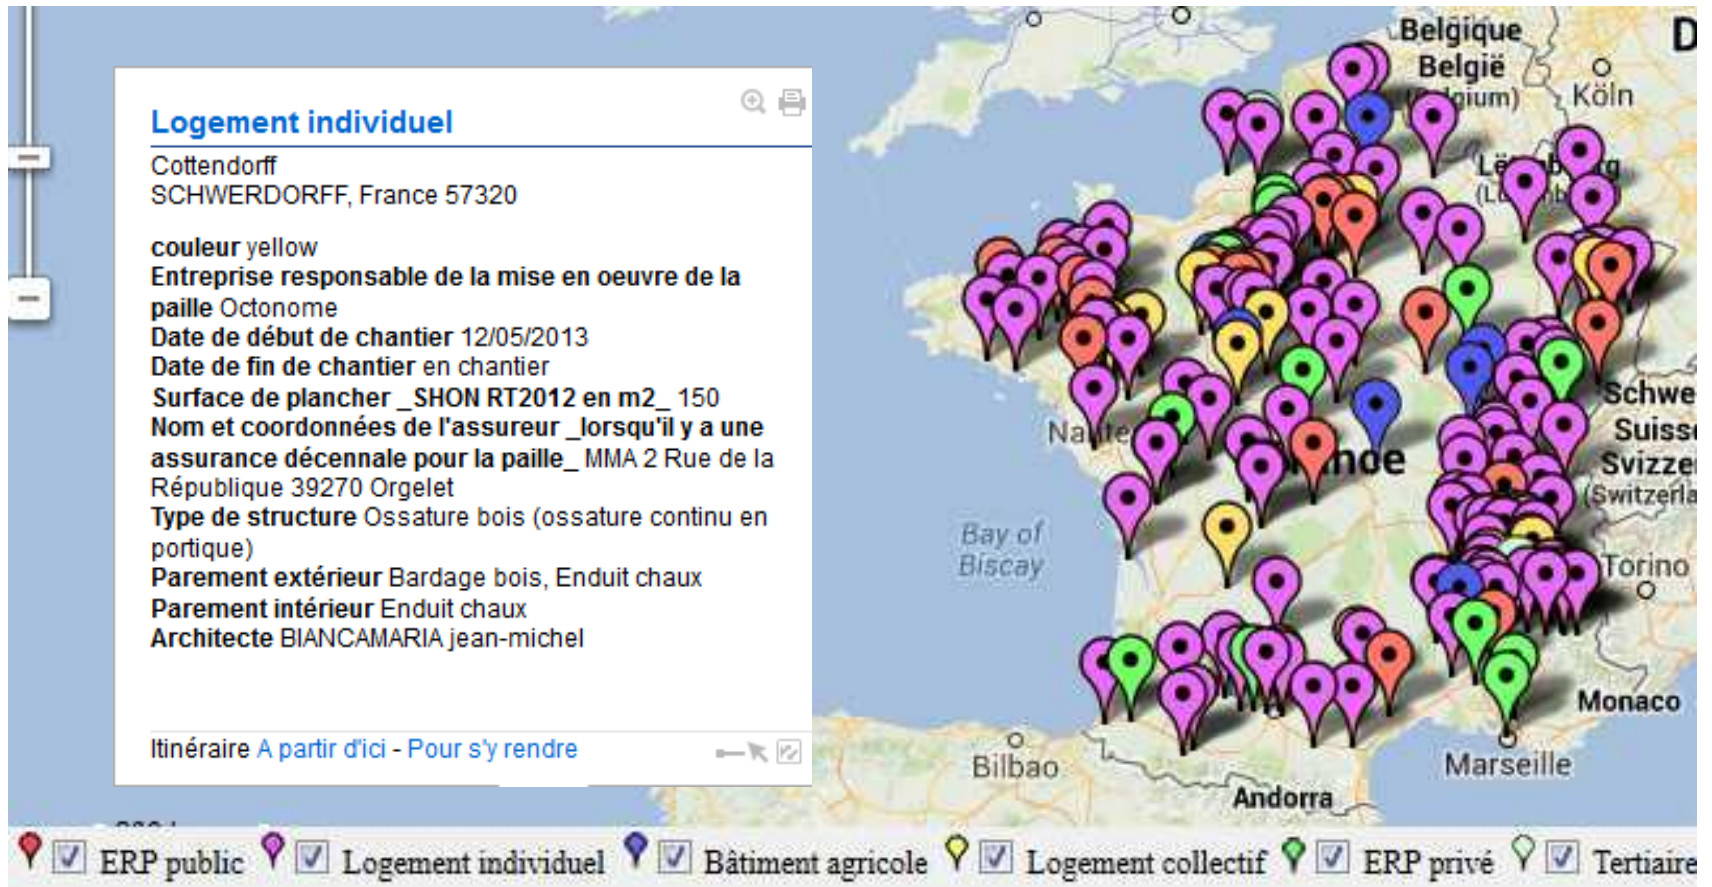 Logement individuel
Cottendorff
SCHWERDORFF, France 57320
couleur yellow
Entreprise responsable de la mise en oeuvre de la
paille Octonome
Date de début de chantier 12/05/2013
Date de fin de chantier en chantier
Surface de plancher _SHON RT2012 en m2_ 150
Nom et coordonnées de l'assureur _lorsqu'il y a une
assurance décennale pour la paille_ MMA 2 Rue de la
République 39270 Orgelet
Type de structure Ossature bois (ossature continu en
portique)
Parement extérieur Bardage bois, Enduit chaux
Parement intérieur Enduit chaux
Architecte BIANCAMARIA jean-michel
Itinéraire A partir d'ici - Pour s'y rendre
Belgique
België
Köln
D
Schwe
Suiss
Svizze
(Switzerla
Bay of
Biscay
Torino
Monaco
Marseille
Bilbao
Andorra
ERP public
Logement individuel
Bâtiment agricole
Logement collectif
ERP privé
Tertiaire